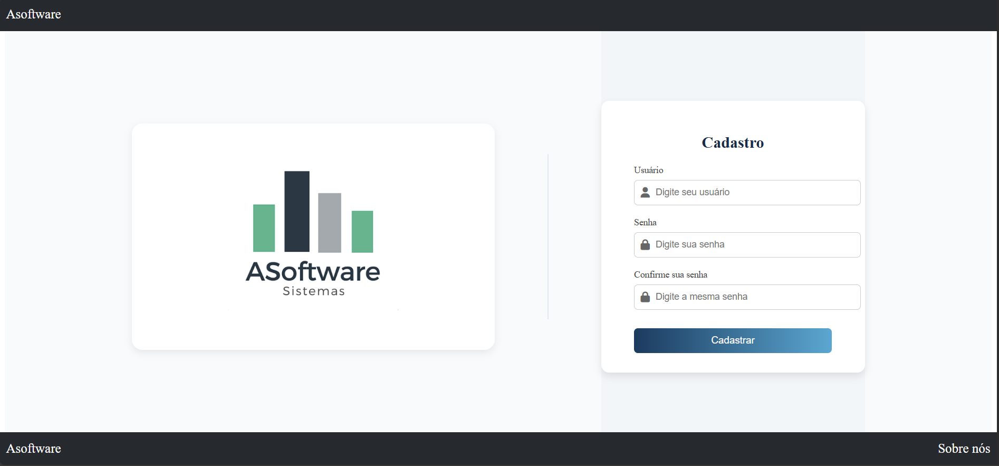 Asoftware
ASoftware
Sistemas
Cadastro
Usuário
Digite seu usuário
Senha
Digite sua senha
Confirme sua senha
Digite a mesma senha
Cadastrar
Asoftware
Sobre nós